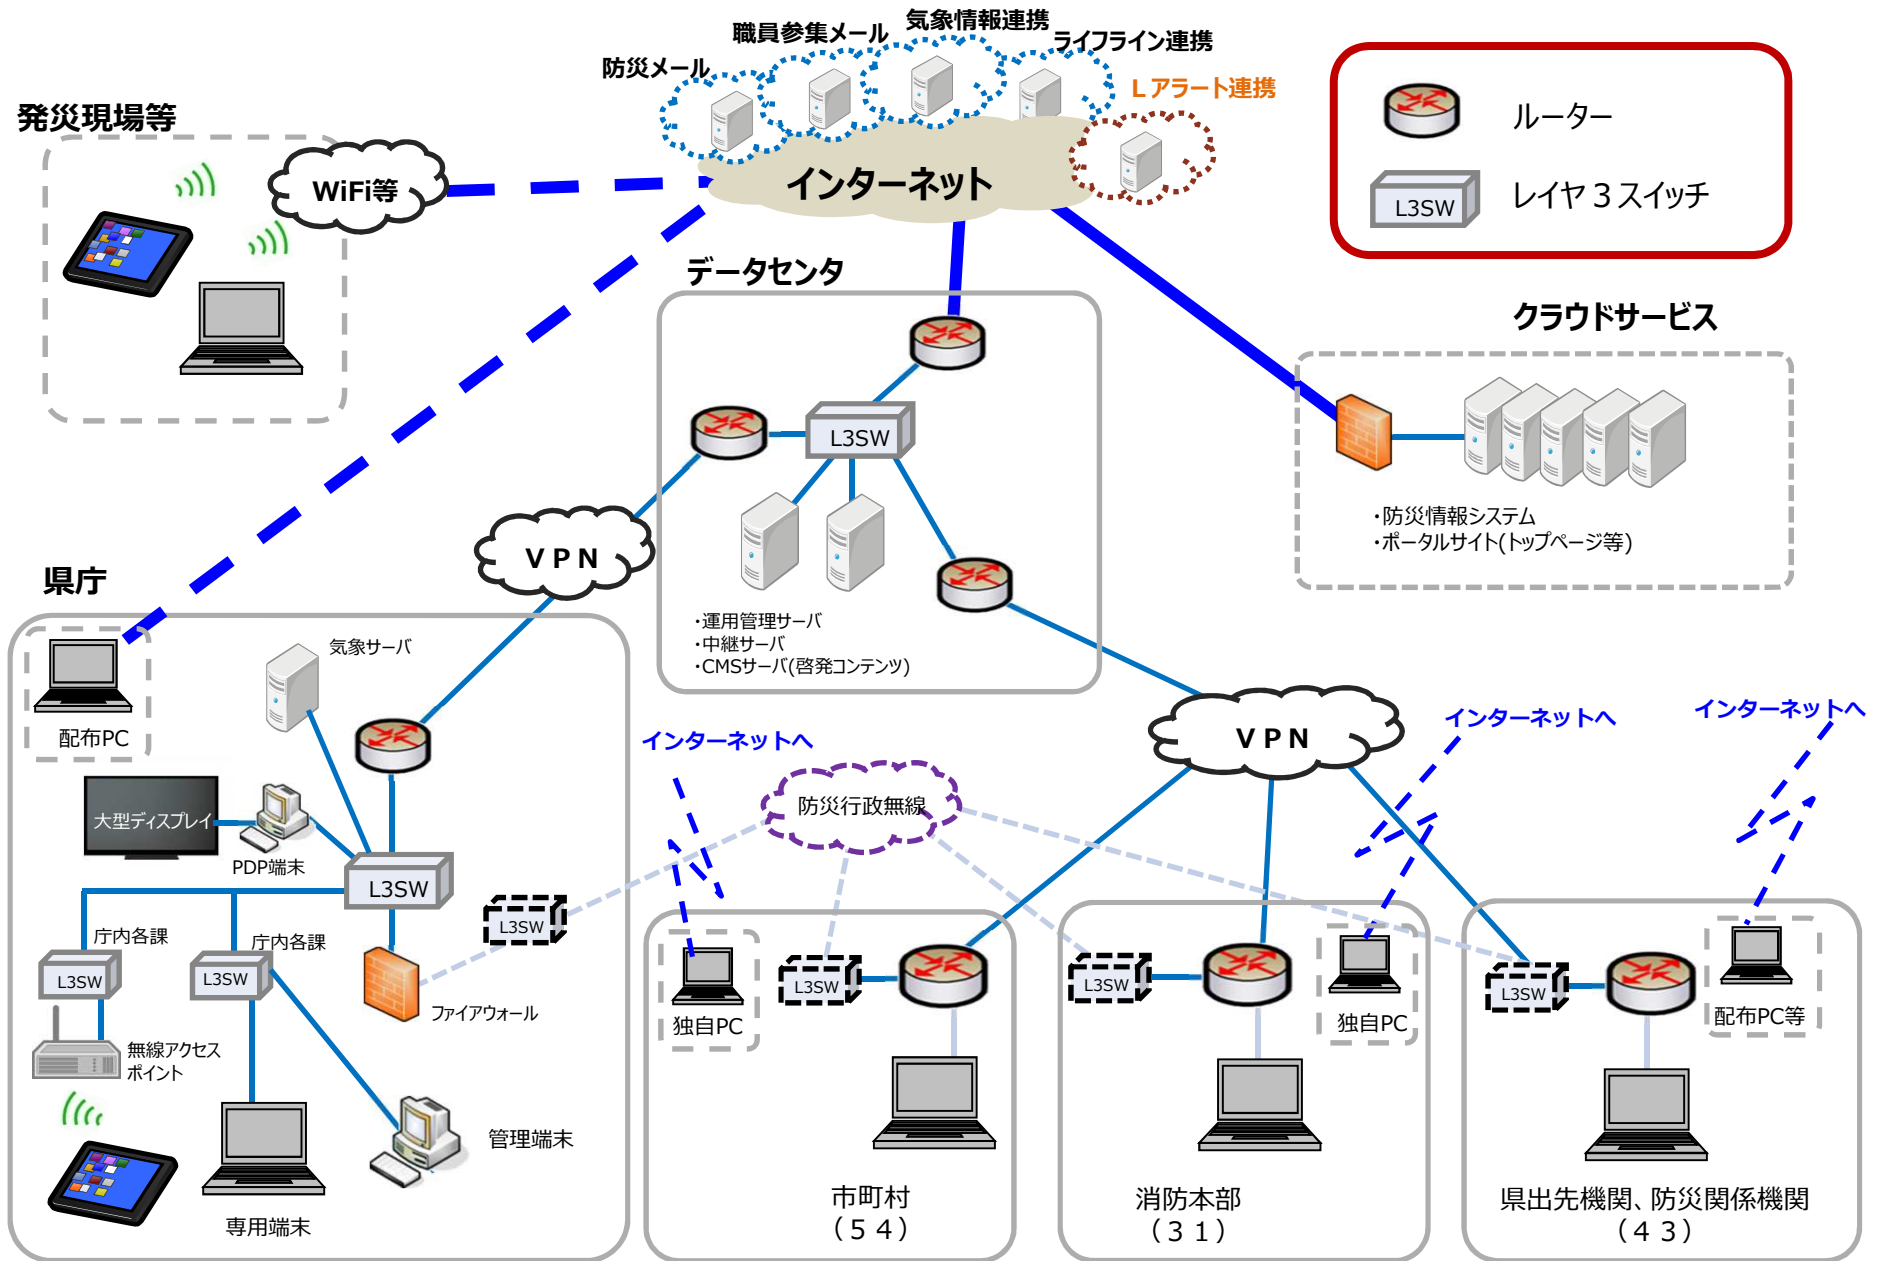 防災メール
職員参集メール
気象情報連携
ライフライン連携
Lアラート連携
ルーター
L3SW
レイヤ３スイッチ
発災現場等
WiFi等
インターネット
データセンタ
L3SW
・運用管理サーバ
・中継サーバ
・CMSサーバ(啓発コンテンツ)
クラウドサービス
・防災情報システム
・ポータルサイト(トップページ等)
ＶＰＮ
県庁
配布PC
気象サーバ
大型ディスプレイ
PDP端末
L3SW
庁内各課
L3SW
庁内各課
L3SW
ファイアウォール
無線アクセス
ポイント
専用端末
管理端末
L3SW
防災行政無線
ＶＰＮ
インターネットへ
インターネットへ
インターネットへ
独自PC
L3SW
市町村
（５４）
L3SW
独自PC
消防本部
（３１）
L3SW
配布PC等
県出先機関、防災関係機関
（４３）